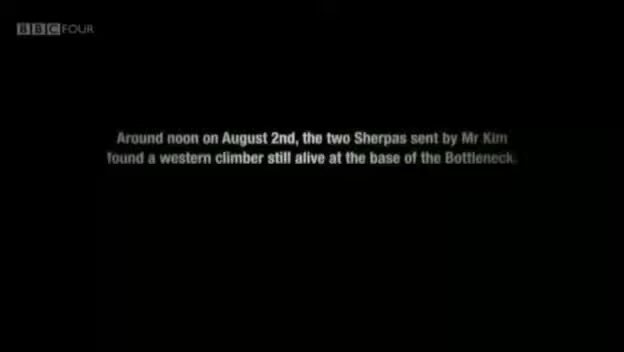 BBC FOUR
Around noon on August 2nd, the two Sherpas sent by Mr Kim
found a western climber still alive at the base of the Bottleneck.